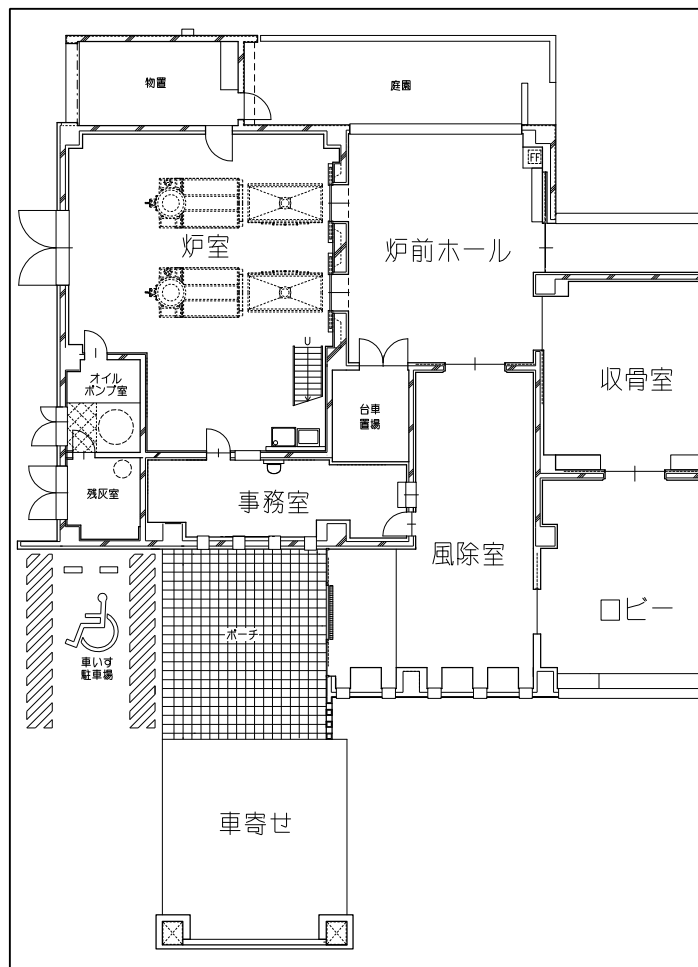 物置
庭園
FF
炉室
炉前ホール
U
オイル
ポンプ室
台車
置場
収骨室
残灰室
事務室
風除室
ロビー
ポーチ
車いす
駐車場
車寄せ